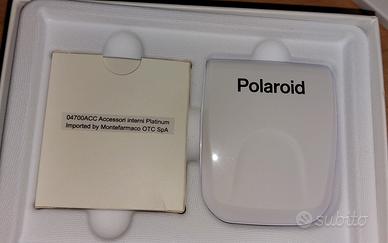 04700ACC Accessori interni Platinum
Imported by Montefarmaco OTC SpA
Polaroid
subito